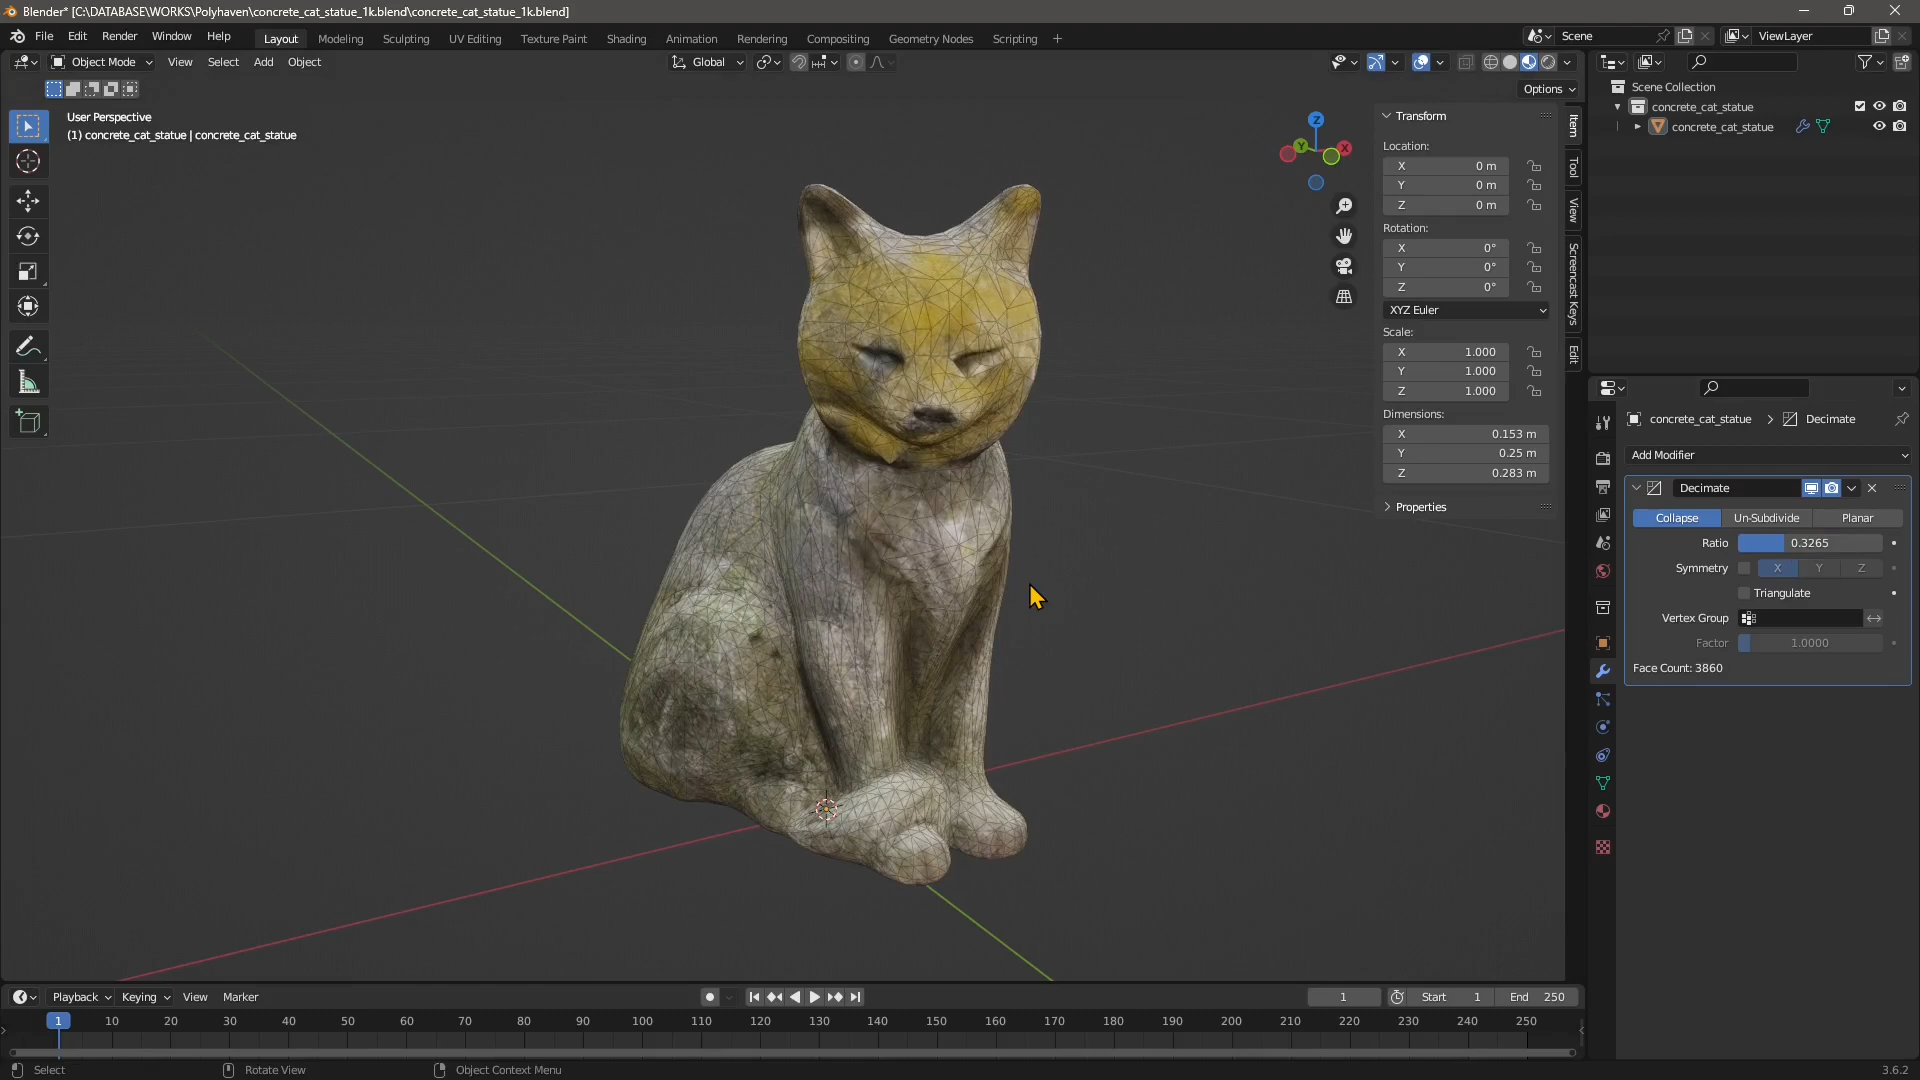 Blender* [C:\DATABASE\WORKS\Polyhaven\concrete_cat_statue_1k.blend\concrete_cat_statue_1k.blend]
File Edit Render Window Help Layout Modeling Sculpting UV Editing Texture Paint Shading Animation Rendering Compositing Geometry Nodes Scripting + Scene ViewLayer
Object Mode View Select Add Object Global
Options
User Perspective
(1) concrete_cat_statue | concrete_cat_statue
Z
Y
X
Transform
Location:
X 0 m
Y 0 m
Z 0 m
Rotation:
X 0°
Y 0°
Z 0°
XYZ Euler
Scale:
X 1.000
Y 1.000
Z 1.000
Dimensions:
X 0.153 m
Y 0.25 m
Z 0.283 m
Properties
Item
Tool
View
Screencast Keys
Edit
Scene Collection
concrete_cat_statue
concrete_cat_statue
concrete_cat_statue > Decimate
Add Modifier
Decimate
Collapse Un-Subdivide Planar
Ratio 0.3265
Symmetry X Y Z
Triangulate
Vertex Group
Factor 1.0000
Face Count: 3860
Playback Keying View Marker 1 Start 1 End 250
1 10 20 30 40 50 60 70 80 90 100 110 120 130 140 150 160 170 180 190 200 210 220 230 240 250
Select Rotate View Object Context Menu 3.6.2